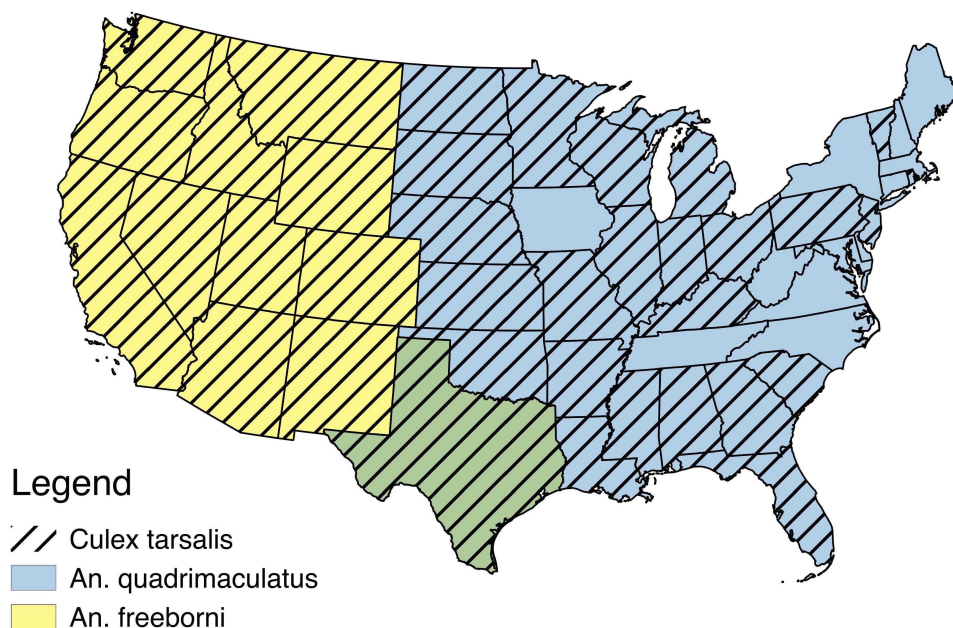 Legend
Culex tarsalis
An. quadrimaculatus
An. freeborni